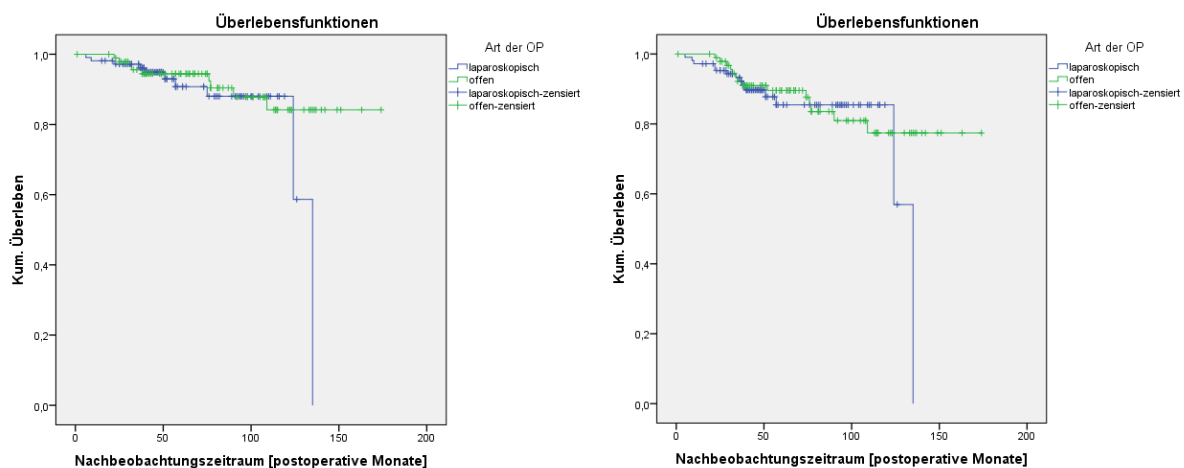 Überlebensfunktionen
Art der OP
laparoskopisch
offen
laparoskopisch-zensiert
offen-zensiert
1,0
0,8
0,6
0,4
0,2
0,0
Kum. Überleben
0
50
100
150
200
Nachbeobachtungszeitraum [postoperative Monate]
Überlebensfunktionen
Art der OP
laparoskopisch
offen
laparoskopisch-zensiert
offen-zensiert
1,0
0,8
0,6
0,4
0,2
0,0
Kum. Überleben
0
50
100
150
200
Nachbeobachtungszeitraum [postoperative Monate]